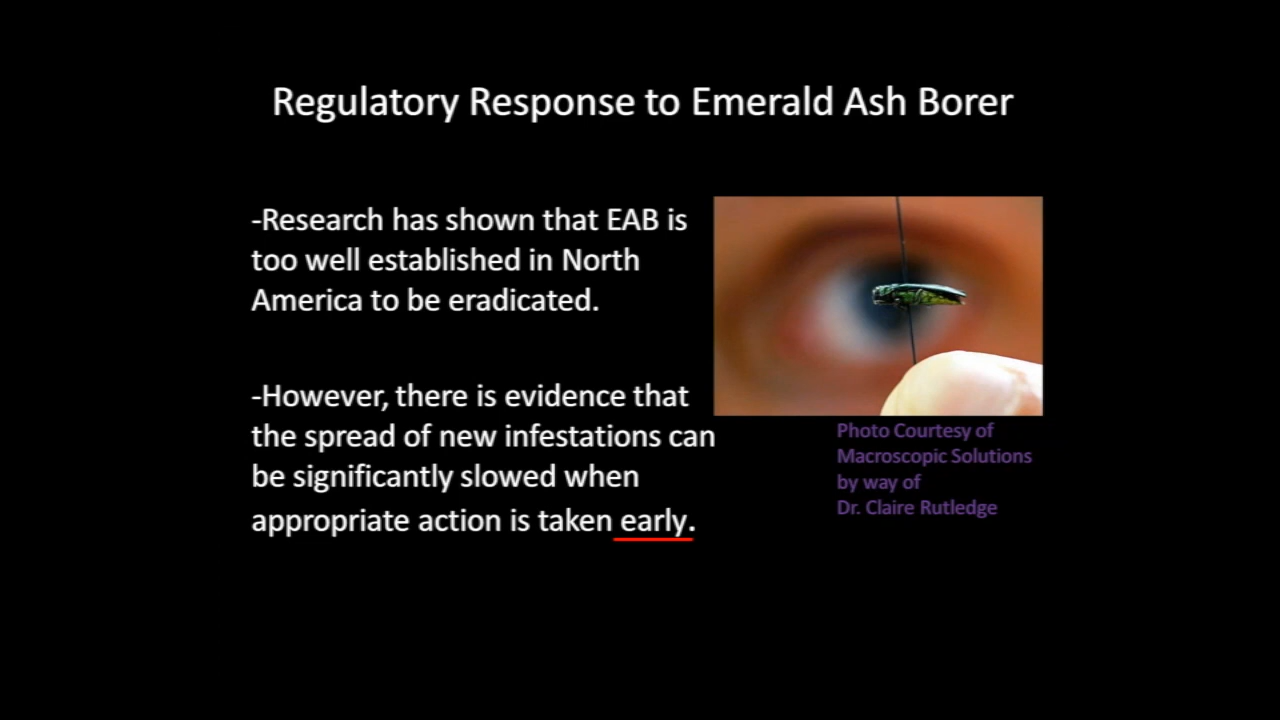 Regulatory Response to Emerald Ash Borer
-Research has shown that EAB is
too well established in North
America to be eradicated.
-However, there is evidence that
the spread of new infestations can
be significantly slowed when
appropriate action is taken early.
Photo Courtesy of
Macroscopic Solutions
by way of
Dr. Claire Rutledge